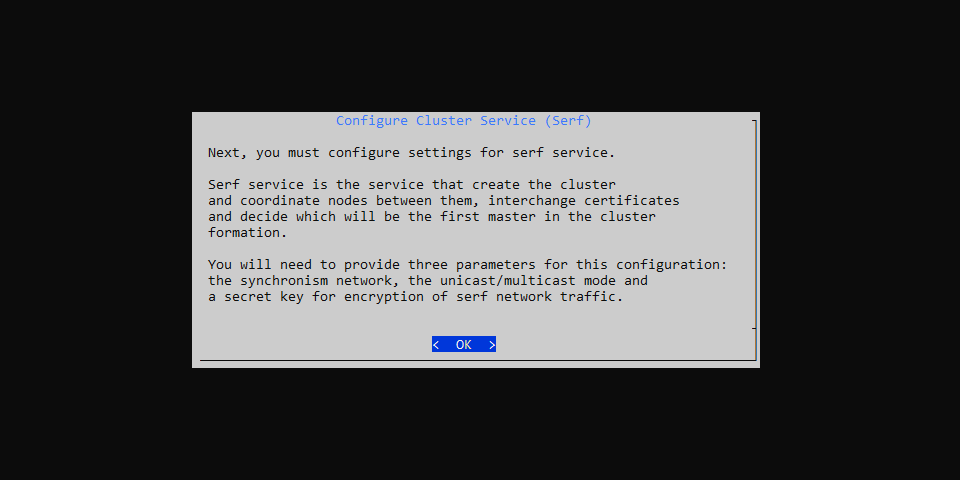 Configure Cluster Service (Serf)
Next, you must configure settings for serf service.
Serf service is the service that create the cluster
and coordinate nodes between them, interchange certificates
and decide which will be the first master in the cluster
formation.
You will need to provide three parameters for this configuration:
the synchronism network, the unicast/multicast mode and
a secret key for encryption of serf network traffic.
< OK >